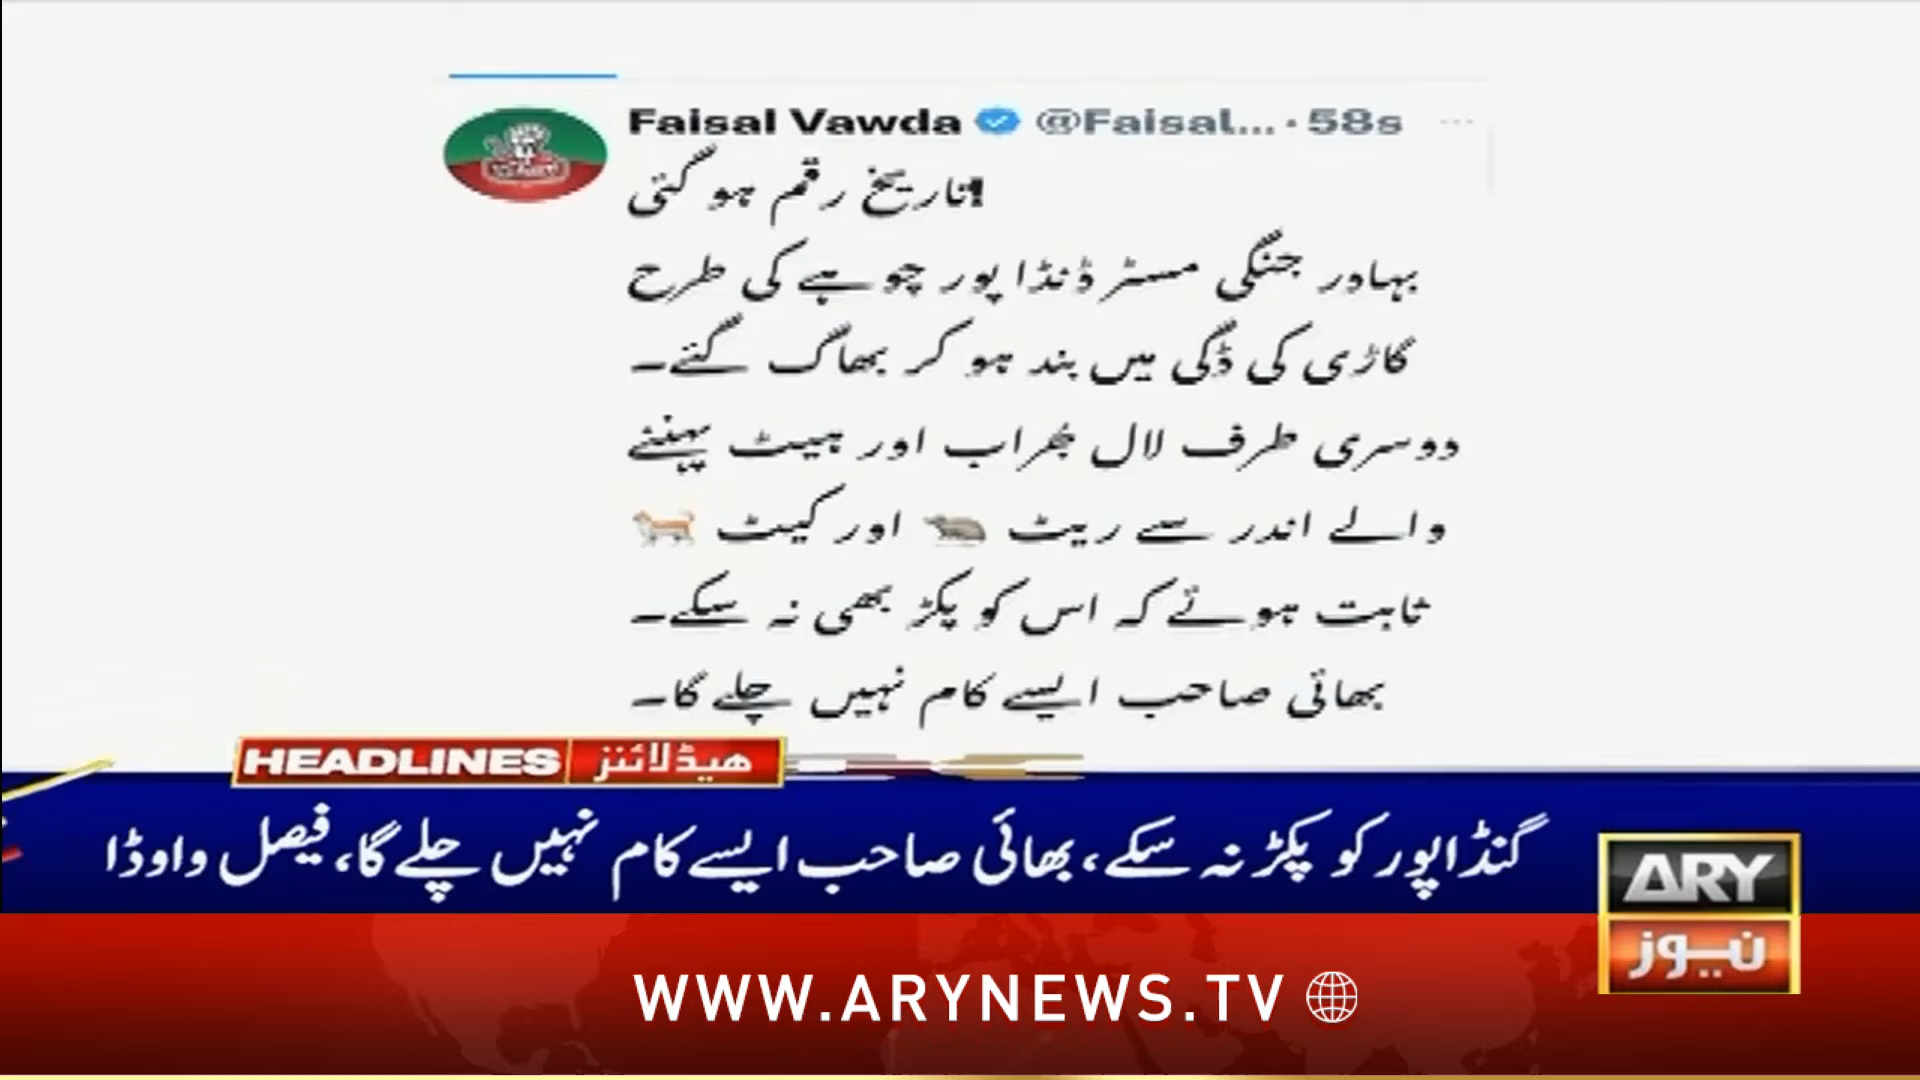 Faisal Vawda @Faisal... · 58s ...
تاریخ رقم ہو گئی!
بہادر جنگی مسٹر ڈنڈا پور چوہے کی طرح
گاڑی کی ڈگی میں بند ہو کر بھاگ گئے۔
دوسری طرف لال جُراب اور ہیٹ پہننے
والے اندر سے ریٹ 🐀 اور کیٹ 🐈
ثابت ہوئے کہ اس کو پکڑ بھی نہ سکے۔
بھائی صاحب ایسے کام نہیں چلے گا۔
HEADLINES ھیڈلائنز
گنڈاپور کو پکڑ نہ سکے، بھائی صاحب ایسے کام نہیں چلے گا، فیصل واوڈا
ARY
نیوز
WWW.ARYNEWS.TV